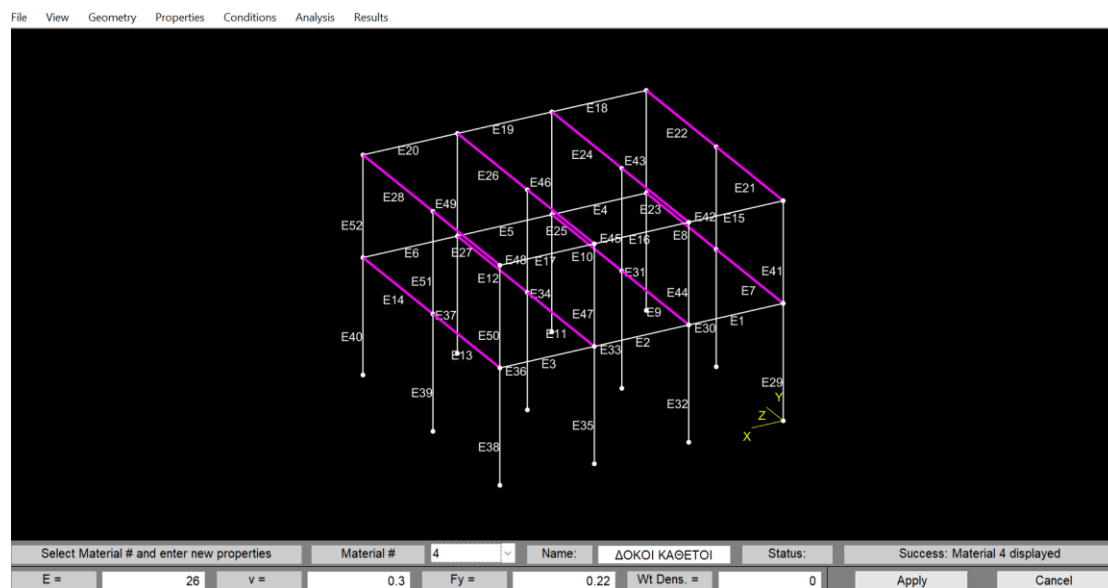 File View Geometry Properties Conditions Analysis Results
E18
E19
E20
E22
E24 E43
E26 E46
E21
E28 E49
E4 E23
E42 E15
E52
E5 E25
E45 E16 E8
E6 E27
E48 E17 E10
E41
E51 E12
E31
E14
E34
E44 E7
E37
E47 E9
E1
E40
E50
E13
E11
E33 E2
E30
E36 E3
E29
E39
E32
Y
Z
X
E35
E38
Select Material # and enter new properties Material # 4 Name: ΔΟΚΟΙ ΚΑΘΕΤΟΙ Status: Success: Material 4 displayed
E = 26 v = 0.3 Fy = 0.22 Wt Dens. = 0 Apply Cancel